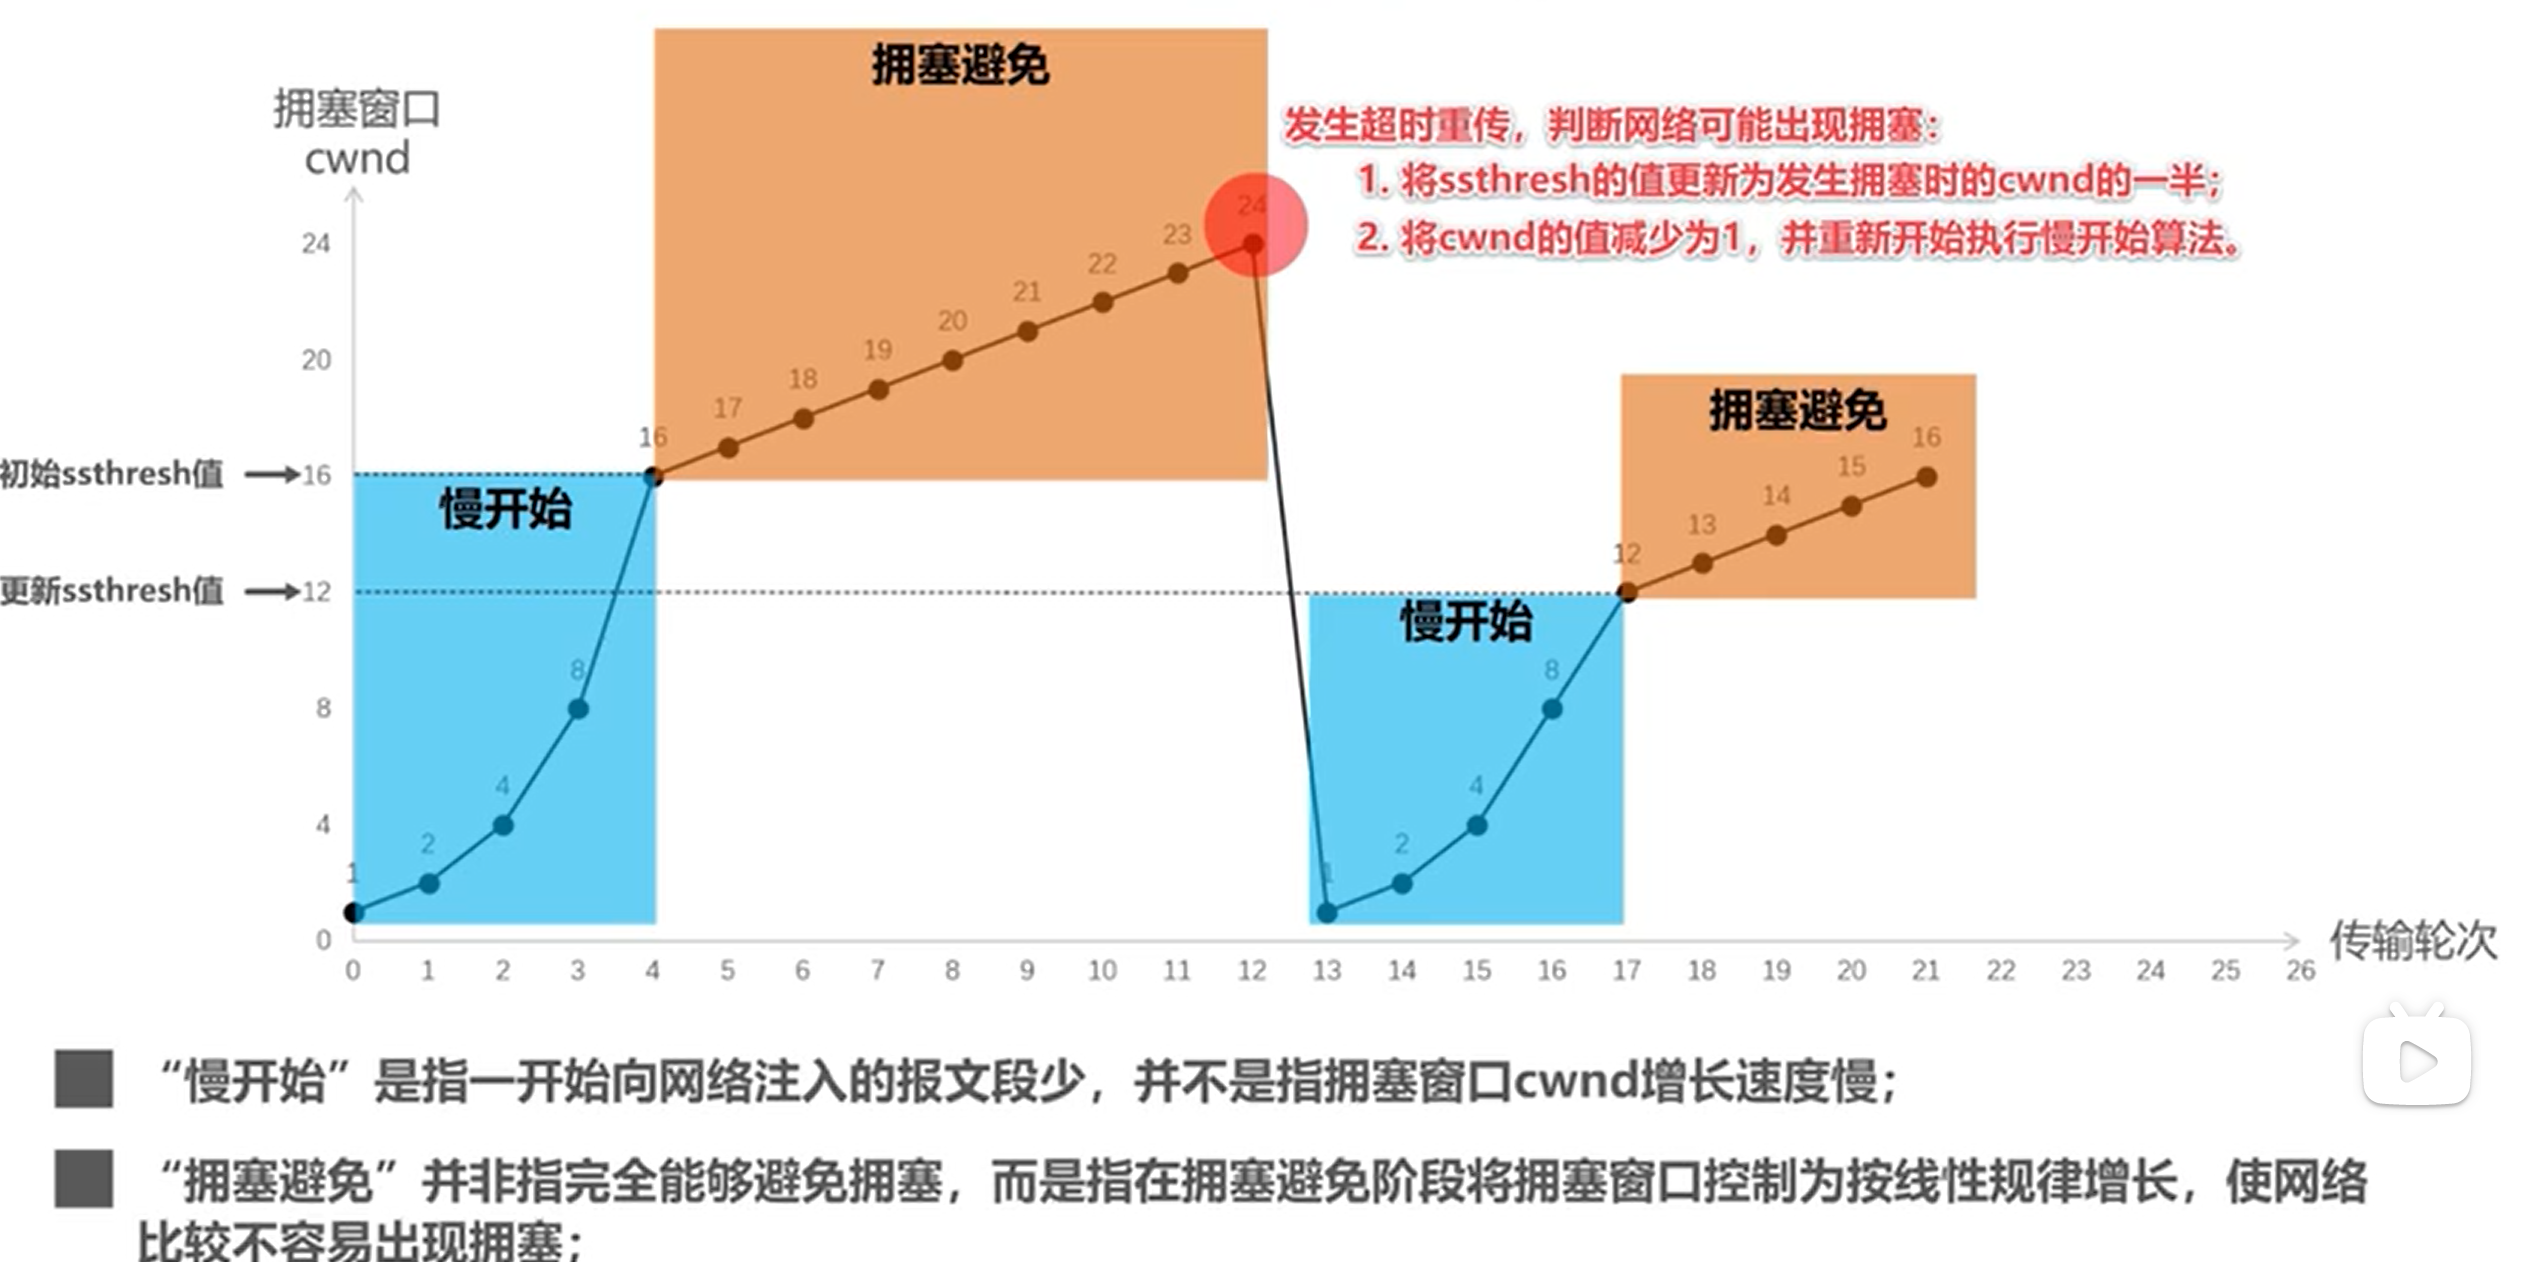 拥塞避免
拥塞窗口
cwnd
发生超时重传，判断网络可能出现拥塞：
1. 将ssthresh的值更新为发生拥塞时的cwnd的一半；
2. 将cwnd的值减少为1，并重新开始执行慢开始算法。
24
24
23
22
21
20
20
19
18
17
16
拥塞避免
16
15
14
13
12
初始ssthresh值
16
慢开始
更新ssthresh值
12
慢开始
8
8
8
4
4
4
2
2
1
1
0
0 1 2 3 4 5 6 7 8 9 10 11 12 13 14 15 16 17 18 19 20 21 22 23 24 25 26
传输轮次
“慢开始”是指一开始向网络注入的报文段少，并不是指拥塞窗口cwnd增长速度慢；
“拥塞避免”并非指完全能够避免拥塞，而是指在拥塞避免阶段将拥塞窗口控制为按线性规律增长，使网络
比较不容易出现拥塞；